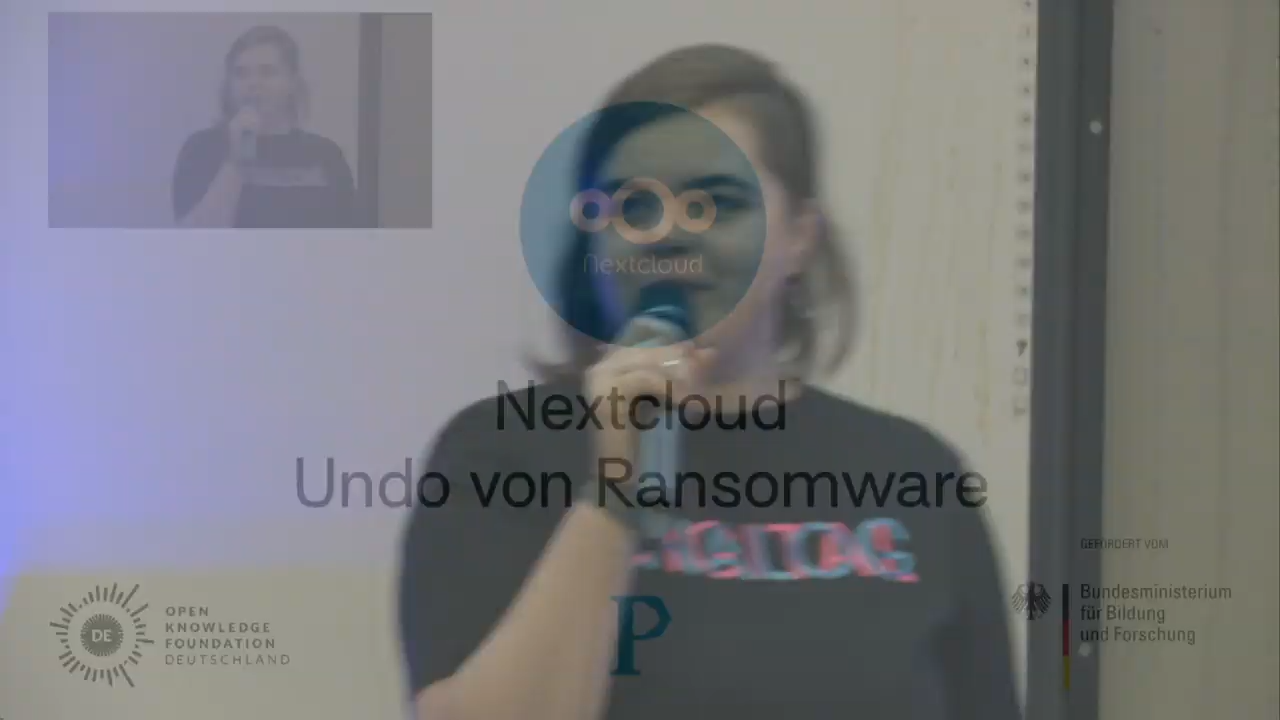 Nextcloud
Nextcloud
Undo von Ransomware
GEFÖRDERT VOM
OPEN
KNOWLEDGE
FOUNDATION
DEUTSCHLAND
DE
P
Bundesministerium
für Bildung
und Forschung